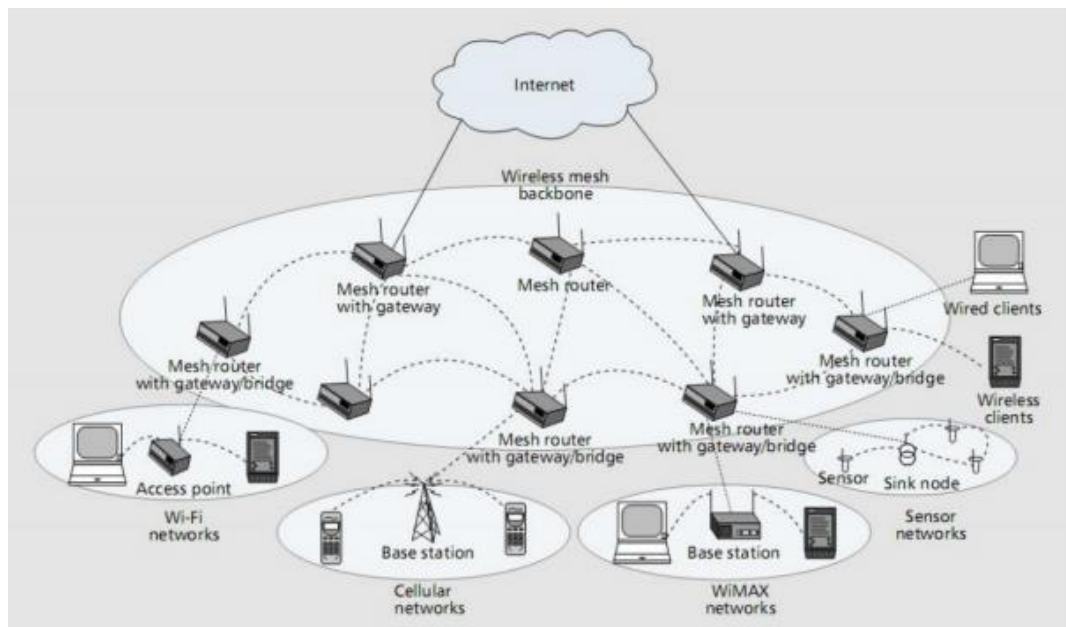 Internet
Wireless mesh
backbone
Mesh router
with gateway
Mesh router
Mesh router
with gateway
Wired clients
Mesh router
with gateway/bridge
Mesh router
with gateway/bridge
Wireless
clients
Mesh router
with gateway/bridge
Mesh router
with gateway/bridge
Access point
Wi-Fi
networks
Sensor
Sink node
Sensor
networks
Base station
Cellular
networks
Base station
WiMAX
networks